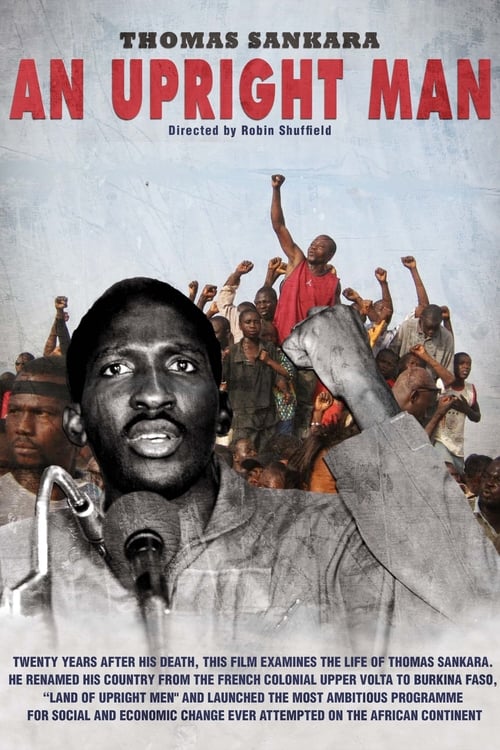 THOMAS SANKARA
AN UPRIGHT MAN
Directed by Robin Shuffield
TWENTY YEARS AFTER HIS DEATH, THIS FILM EXAMINES THE LIFE OF THOMAS SANKARA.
HE RENAMED HIS COUNTRY FROM THE FRENCH COLONIAL UPPER VOLTA TO BURKINA FASO,
“LAND OF UPRIGHT MEN" AND LAUNCHED THE MOST AMBITIOUS PROGRAMME
FOR SOCIAL AND ECONOMIC CHANGE EVER ATTEMPTED ON THE AFRICAN CONTINENT